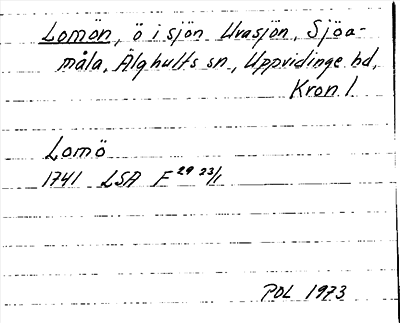 Lomön, ö i sjön Uvasjön, Sjöa-
måla, Älghults sn, Uppvidinge hd,
Kron. l.
Lomö
1741 LSA F 29 23/1
POL 1973